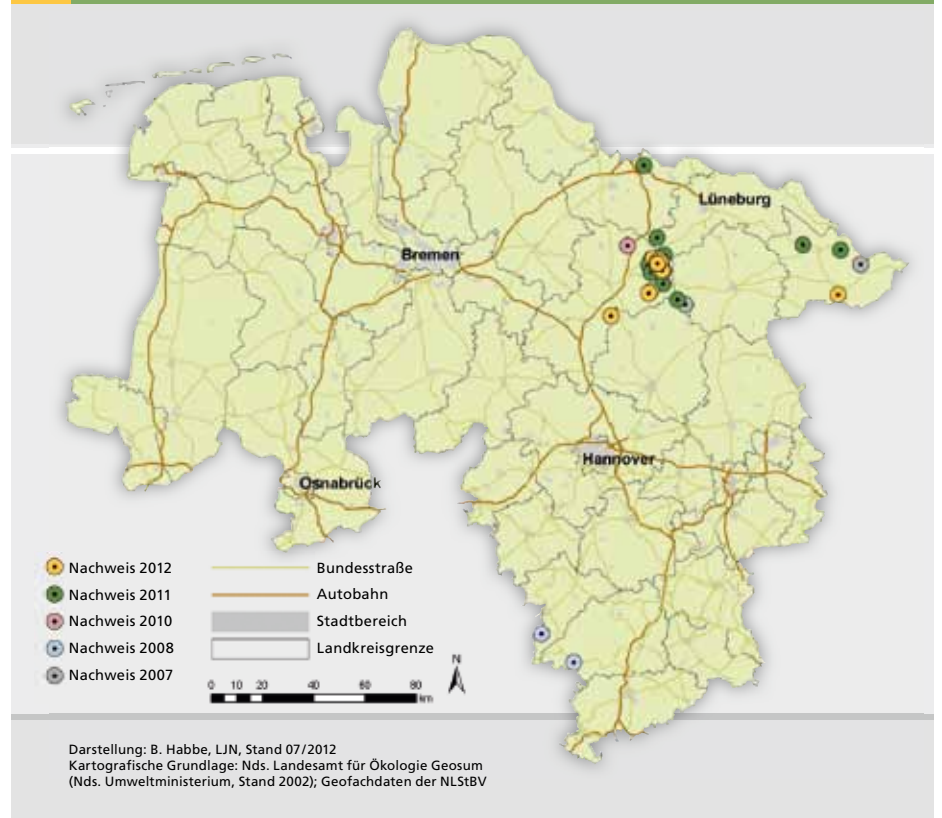 Lüneburg
Bremen
Hannover
Osnabrück
Nachweis 2012
Nachweis 2011
Nachweis 2010
Nachweis 2008
Nachweis 2007
Bundesstraße
Autobahn
Stadtbereich
Landkreisgrenze
N
0 10 20 40 60 80
km
Darstellung: B. Habbe, LJN, Stand 07/2012
Kartografische Grundlage: Nds. Landesamt für Ökologie Geosum
(Nds. Umweltministerium, Stand 2002); Geofachdaten der NLStBV